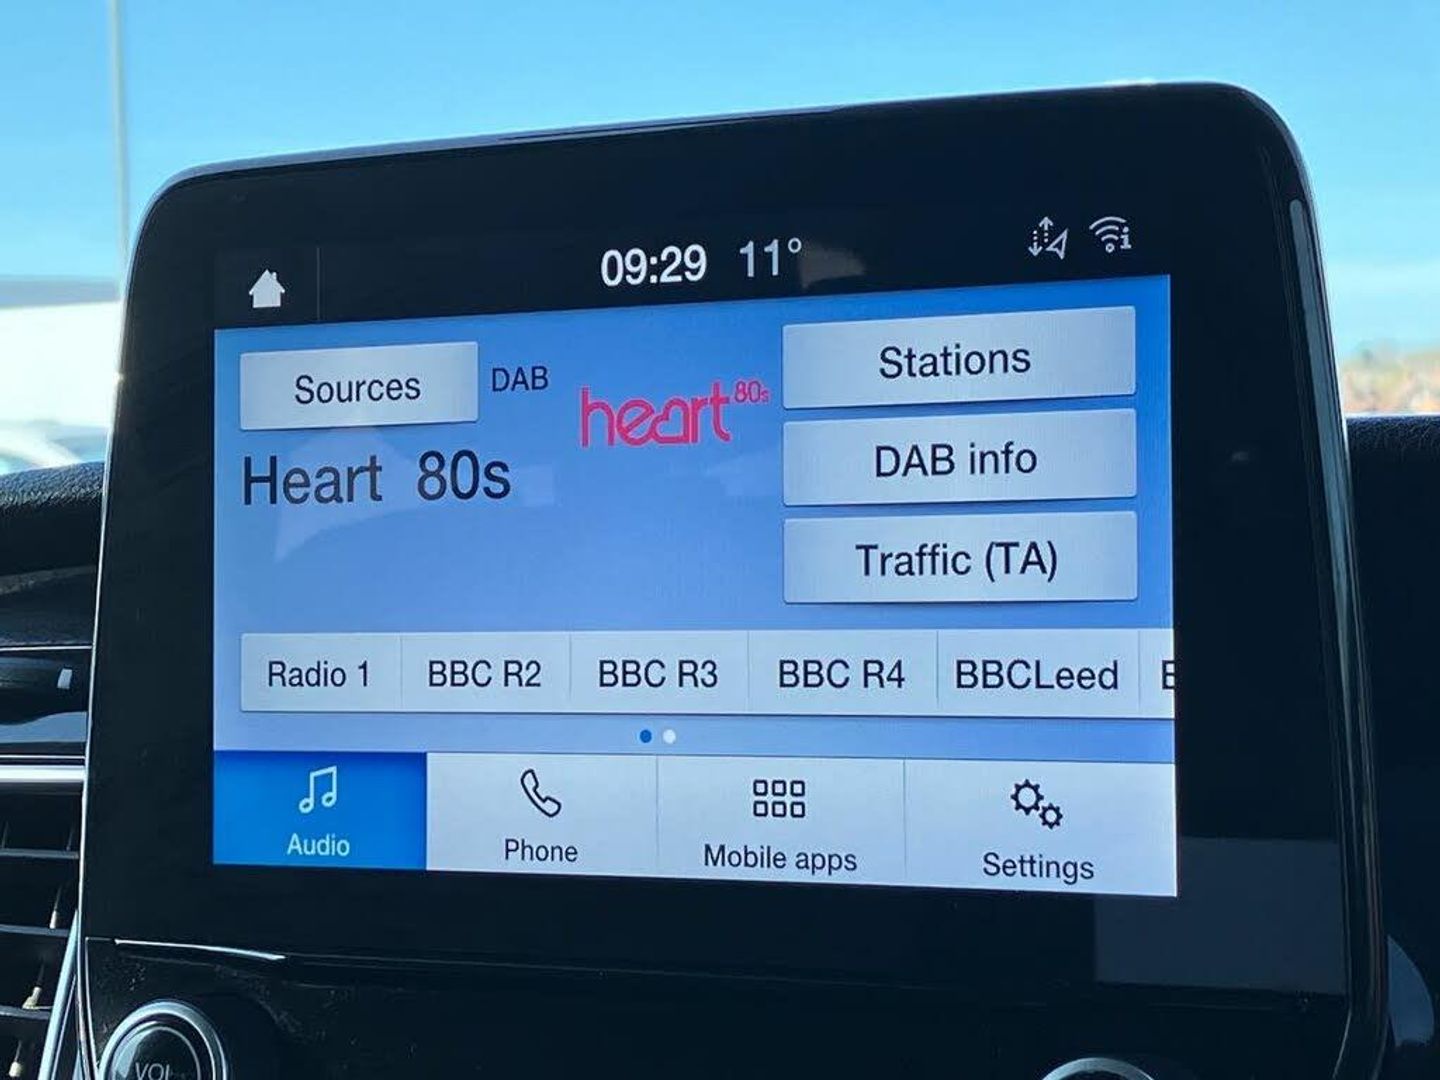 09:29 11°
Sources
DAB
heart 80s
Heart 80s
Stations
DAB info
Traffic (TA)
Radio 1
BBC R2
BBC R3
BBC R4
BBCLeed
Audio
Phone
Mobile apps
Settings
VOL